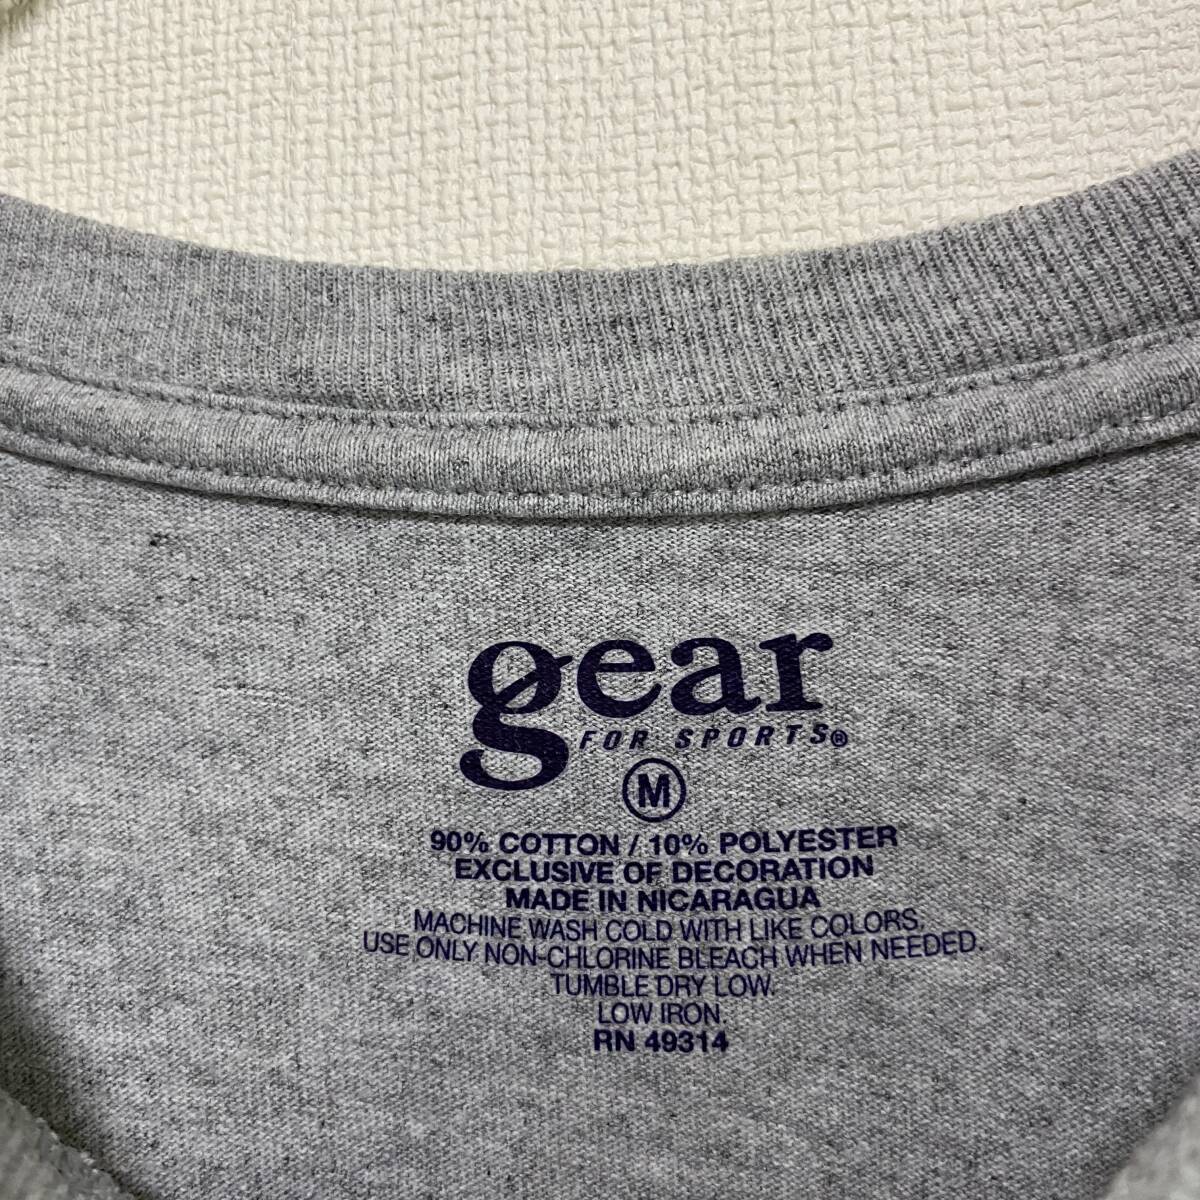 gear
FOR SPORTS®
M
90% COTTON / 10% POLYESTER
EXCLUSIVE OF DECORATION
MADE IN NICARAGUA
MACHINE WASH COLD WITH LIKE COLORS.
USE ONLY NON-CHLORINE BLEACH WHEN NEEDED.
TUMBLE DRY LOW.
LOW IRON.
RN 49314